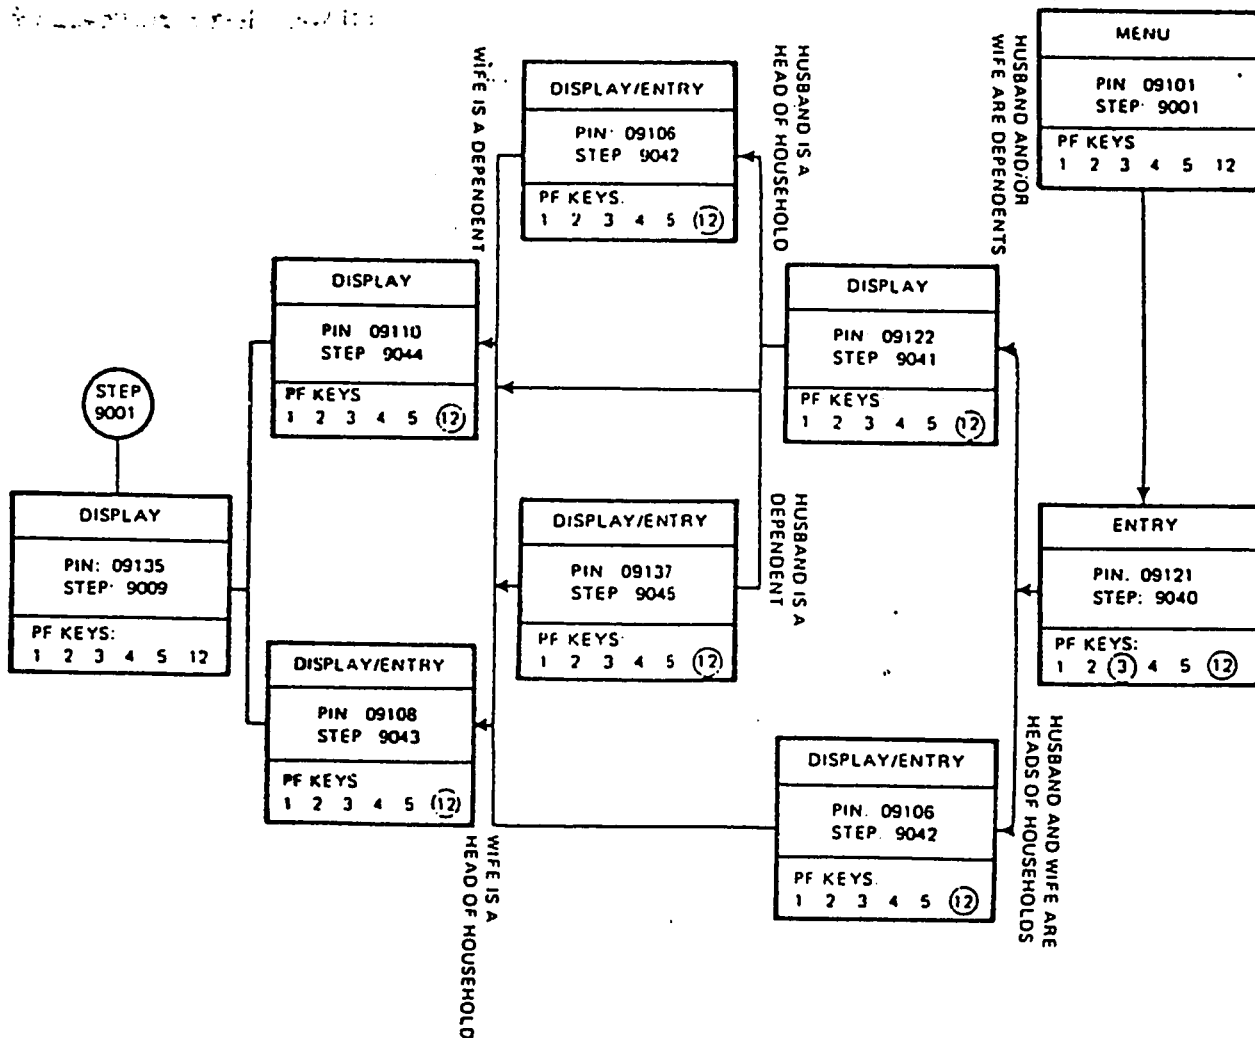 MENU
PIN 09101
STEP 9001
PF KEYS
1 2 3 4 5 12
HUSBAND AND/OR
WIFE ARE DEPENDENTS
HUSBAND IS A
HEAD OF HOUSEHOLD
WIFE IS A DEPENDENT
DISPLAY/ENTRY
PIN: 09106
STEP 9042
PF KEYS.
1 2 3 4 5 12
DISPLAY
PIN 09110
STEP 9044
PF KEYS
1 2 3 4 5 12
DISPLAY
PIN 09122
STEP 9041
PF KEYS
1 2 3 4 5 12
STEP
9001
DISPLAY
PIN: 09135
STEP: 9009
PF KEYS:
1 2 3 4 5 12
DISPLAY/ENTRY
PIN 09137
STEP 9045
PF KEYS
1 2 3 4 5 12
HUSBAND IS A
DEPENDENT
ENTRY
PIN. 09121
STEP: 9040
PF KEYS:
1 2 3 4 5 12
DISPLAY/ENTRY
PIN 09108
STEP 9043
PF KEYS
1 2 3 4 5 12
DISPLAY/ENTRY
PIN. 09106
STEP. 9042
PF KEYS.
1 2 3 4 5 12
HUSBAND AND WIFE ARE
HEADS OF HOUSEHOLDS
WIFE IS A
HEAD OF HOUSEHOLD